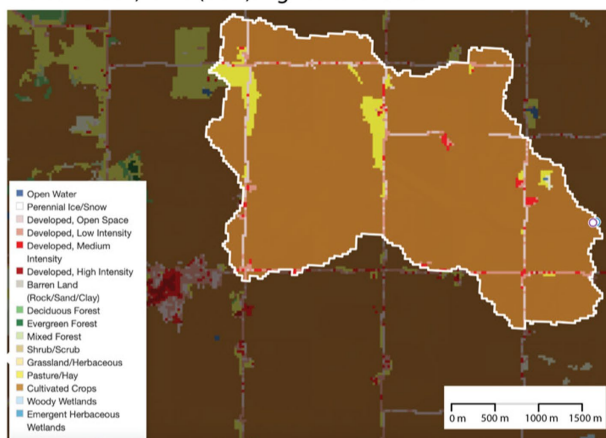 Open Water
Perennial Ice/Snow
Developed, Open Space
Developed, Low Intensity
Developed, Medium
Intensity
Developed, High Intensity
Barren Land
(Rock/Sand/Clay)
Deciduous Forest
Evergreen Forest
Mixed Forest
Shrub/Scrub
Grassland/Herbaceous
Pasture/Hay
Cultivated Crops
Woody Wetlands
Emergent Herbaceous
Wetlands
0 m 500 m 1000 m 1500 m